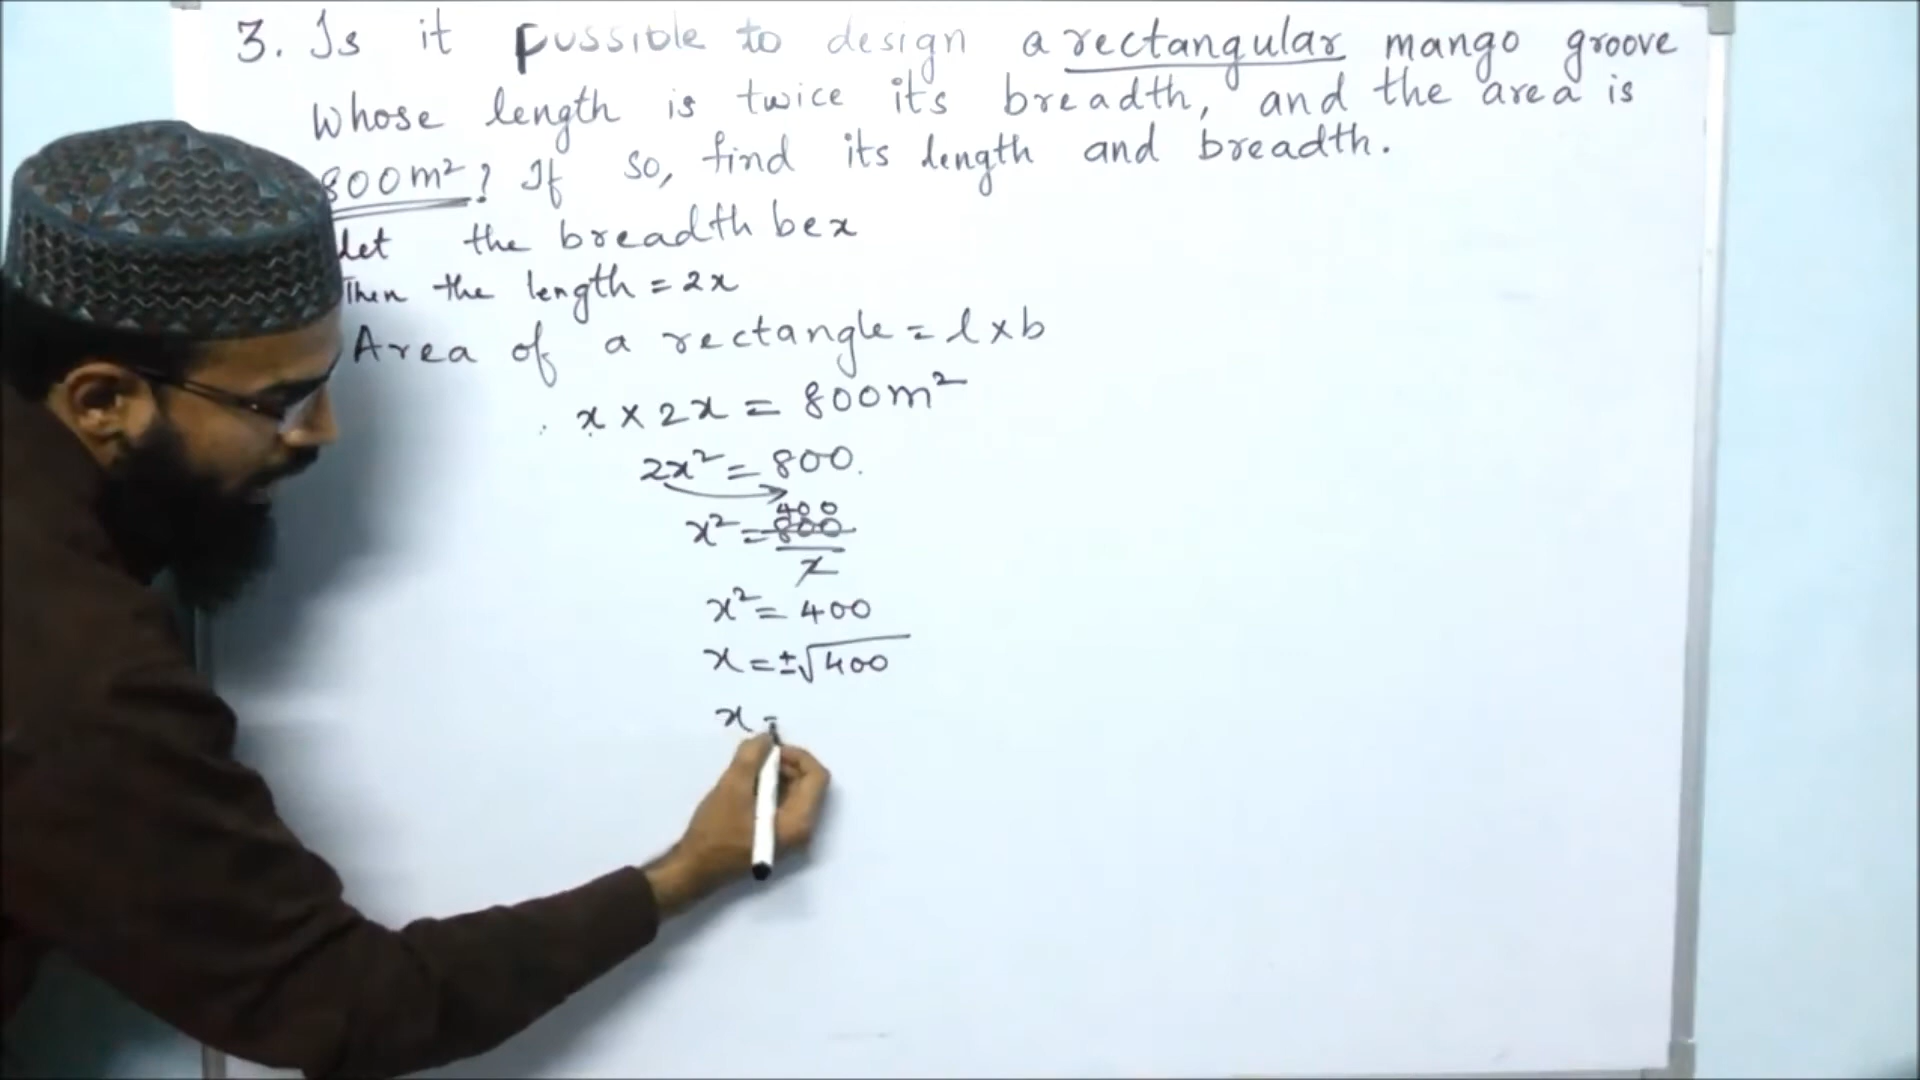 3. Is it possible to design a rectangular mango groove
whose length is twice it's breadth, and the area is
800m²? If so, find its length and breadth.
Let the breadth be x
Then the length = 2x
Area of a rectangle = l x b
x × 2x = 800m²
2x² = 800.
400
x² = 800
2
x² = 400
x = ±√400
x =